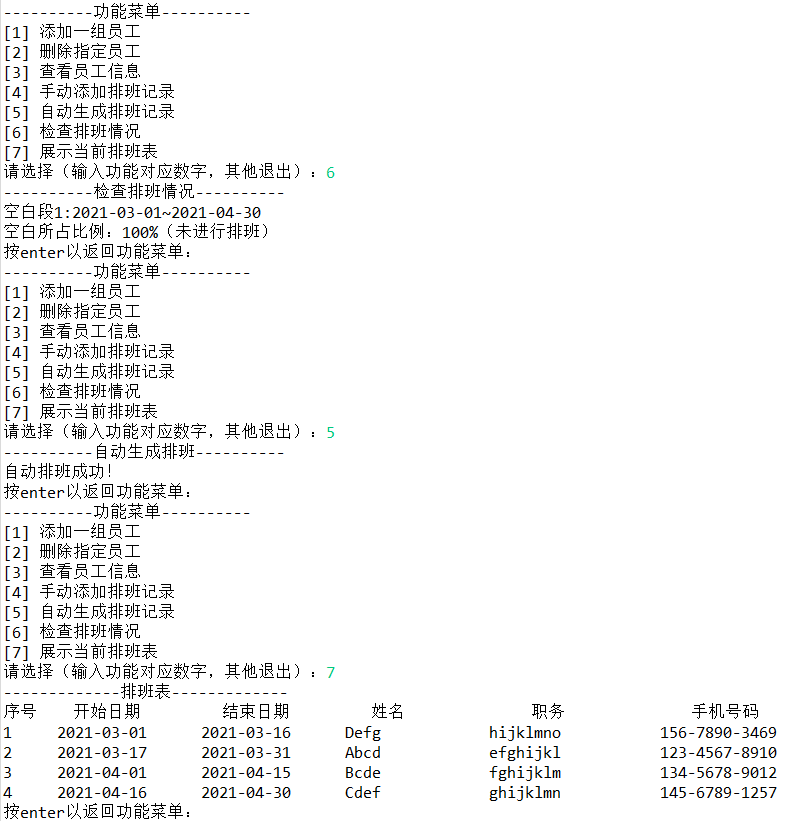 ----------功能菜单----------
[1] 添加一组员工
[2] 删除指定员工
[3] 查看员工信息
[4] 手动添加排班记录
[5] 自动生成排班记录
[6] 检查排班情况
[7] 展示当前排班表
请选择（输入功能对应数字，其他退出）：6
----------检查排班情况----------
空白段1:2021-03-01~2021-04-30
空白所占比例：100%（未进行排班）
按enter以返回功能菜单：
----------功能菜单----------
[1] 添加一组员工
[2] 删除指定员工
[3] 查看员工信息
[4] 手动添加排班记录
[5] 自动生成排班记录
[6] 检查排班情况
[7] 展示当前排班表
请选择（输入功能对应数字，其他退出）：5
----------自动生成排班----------
自动排班成功！
按enter以返回功能菜单：
----------功能菜单----------
[1] 添加一组员工
[2] 删除指定员工
[3] 查看员工信息
[4] 手动添加排班记录
[5] 自动生成排班记录
[6] 检查排班情况
[7] 展示当前排班表
请选择（输入功能对应数字，其他退出）：7
-------------排班表-------------
序号 开始日期 结束日期 姓名 职务 手机号码
1 2021-03-01 2021-03-16 Defg hijklmno 156-7890-3469
2 2021-03-17 2021-03-31 Abcd efghijkl 123-4567-8910
3 2021-04-01 2021-04-15 Bcde fghijklm 134-5678-9012
4 2021-04-16 2021-04-30 Cdef ghijklmn 145-6789-1257
按enter以返回功能菜单：